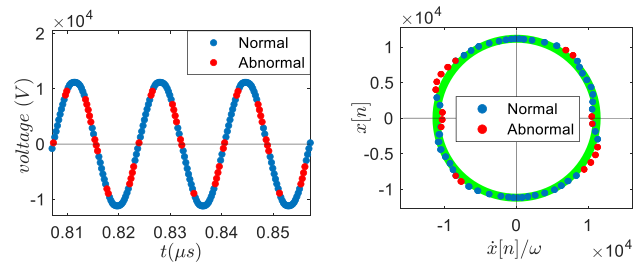 ×10⁴
2
1
0
-1
voltage (V)
Normal
Abnormal
0.81 0.82 0.83 0.84 0.85
t(μs)
×10⁴
1
0.5
0
-0.5
-1
x[n]
Normal
Abnormal
-1 0 1
ẋ[n]/ω
×10⁴